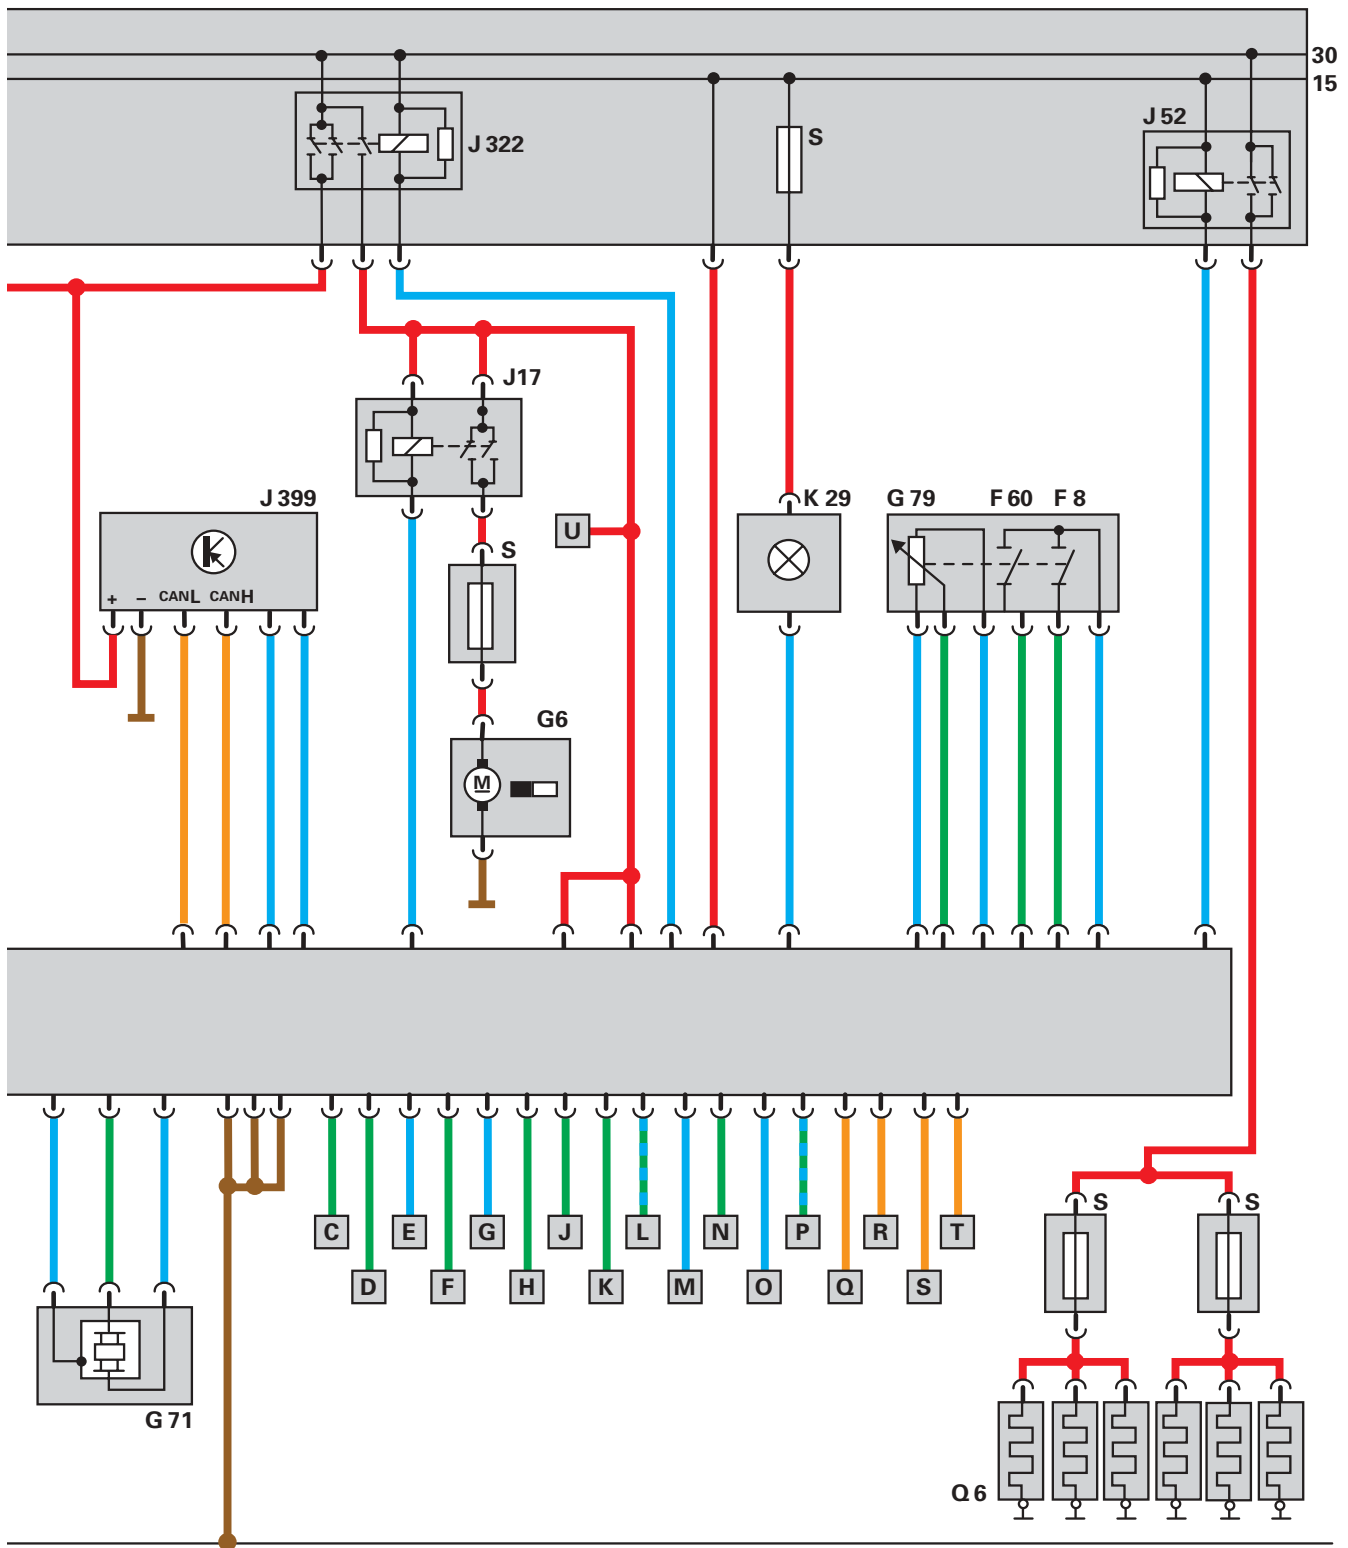 30
15
J 52
J 322
S
J17
J 399
S
U
K 29
G 79 F 60 F 8
+ − CANL CANH
G6
M
C E G J L N P R T
D F H K M O Q S
S S
G 71
Q 6